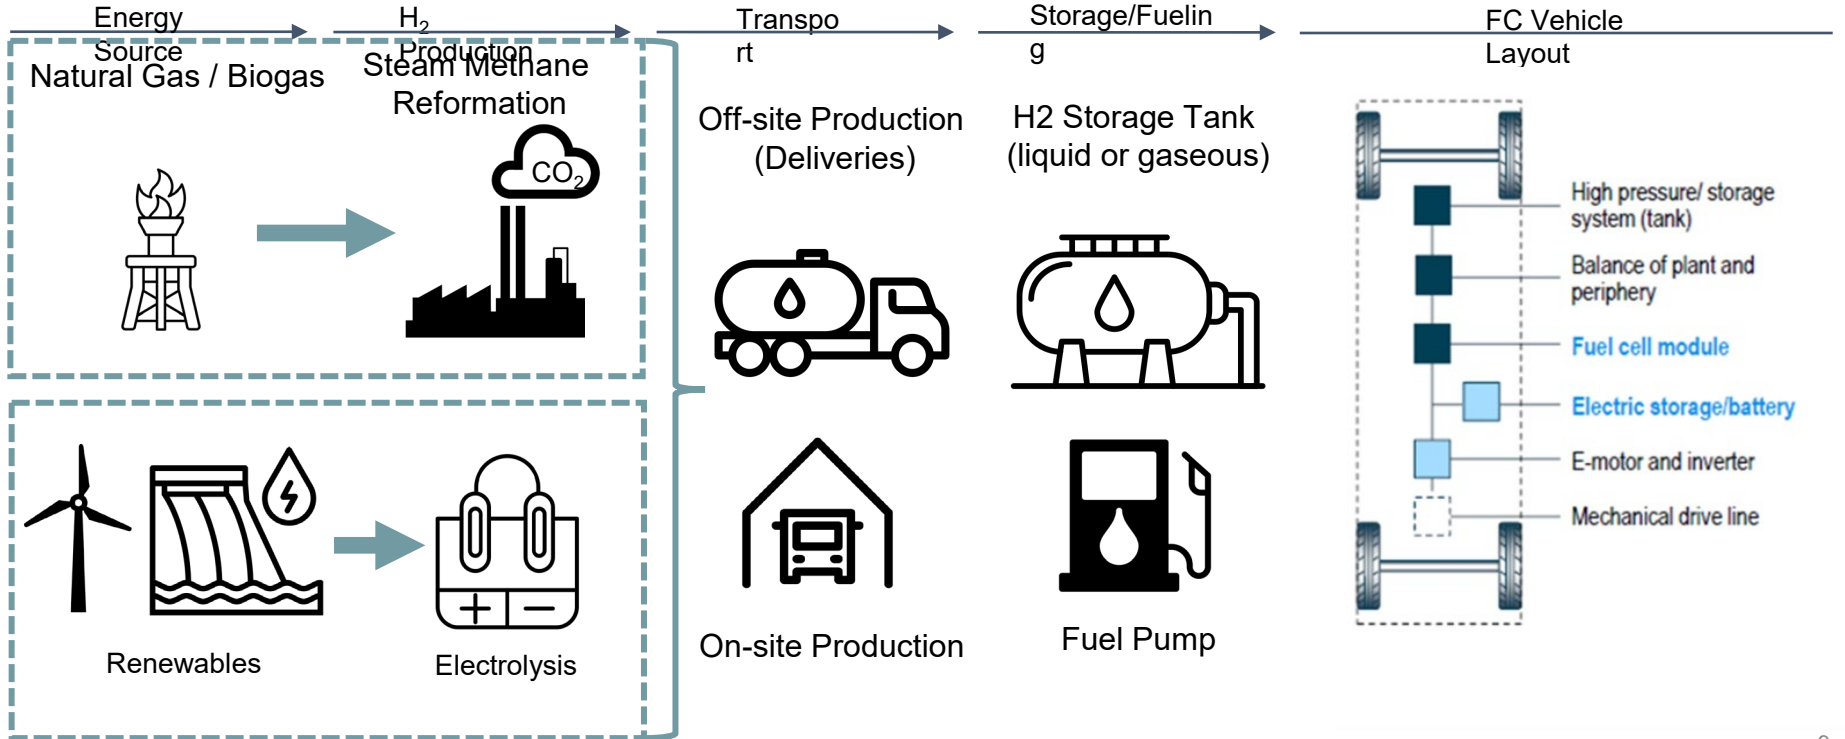 Energy
Source
H₂
Production
Transpo
rt
Storage/Fuelin
g
FC Vehicle
Layout
Natural Gas / Biogas
Steam Methane
Reformation
CO₂
Renewables
Electrolysis
Off-site Production
(Deliveries)
On-site Production
H2 Storage Tank
(liquid or gaseous)
Fuel Pump
High pressure/ storage
system (tank)
Balance of plant and
periphery
Fuel cell module
Electric storage/battery
E-motor and inverter
Mechanical drive line